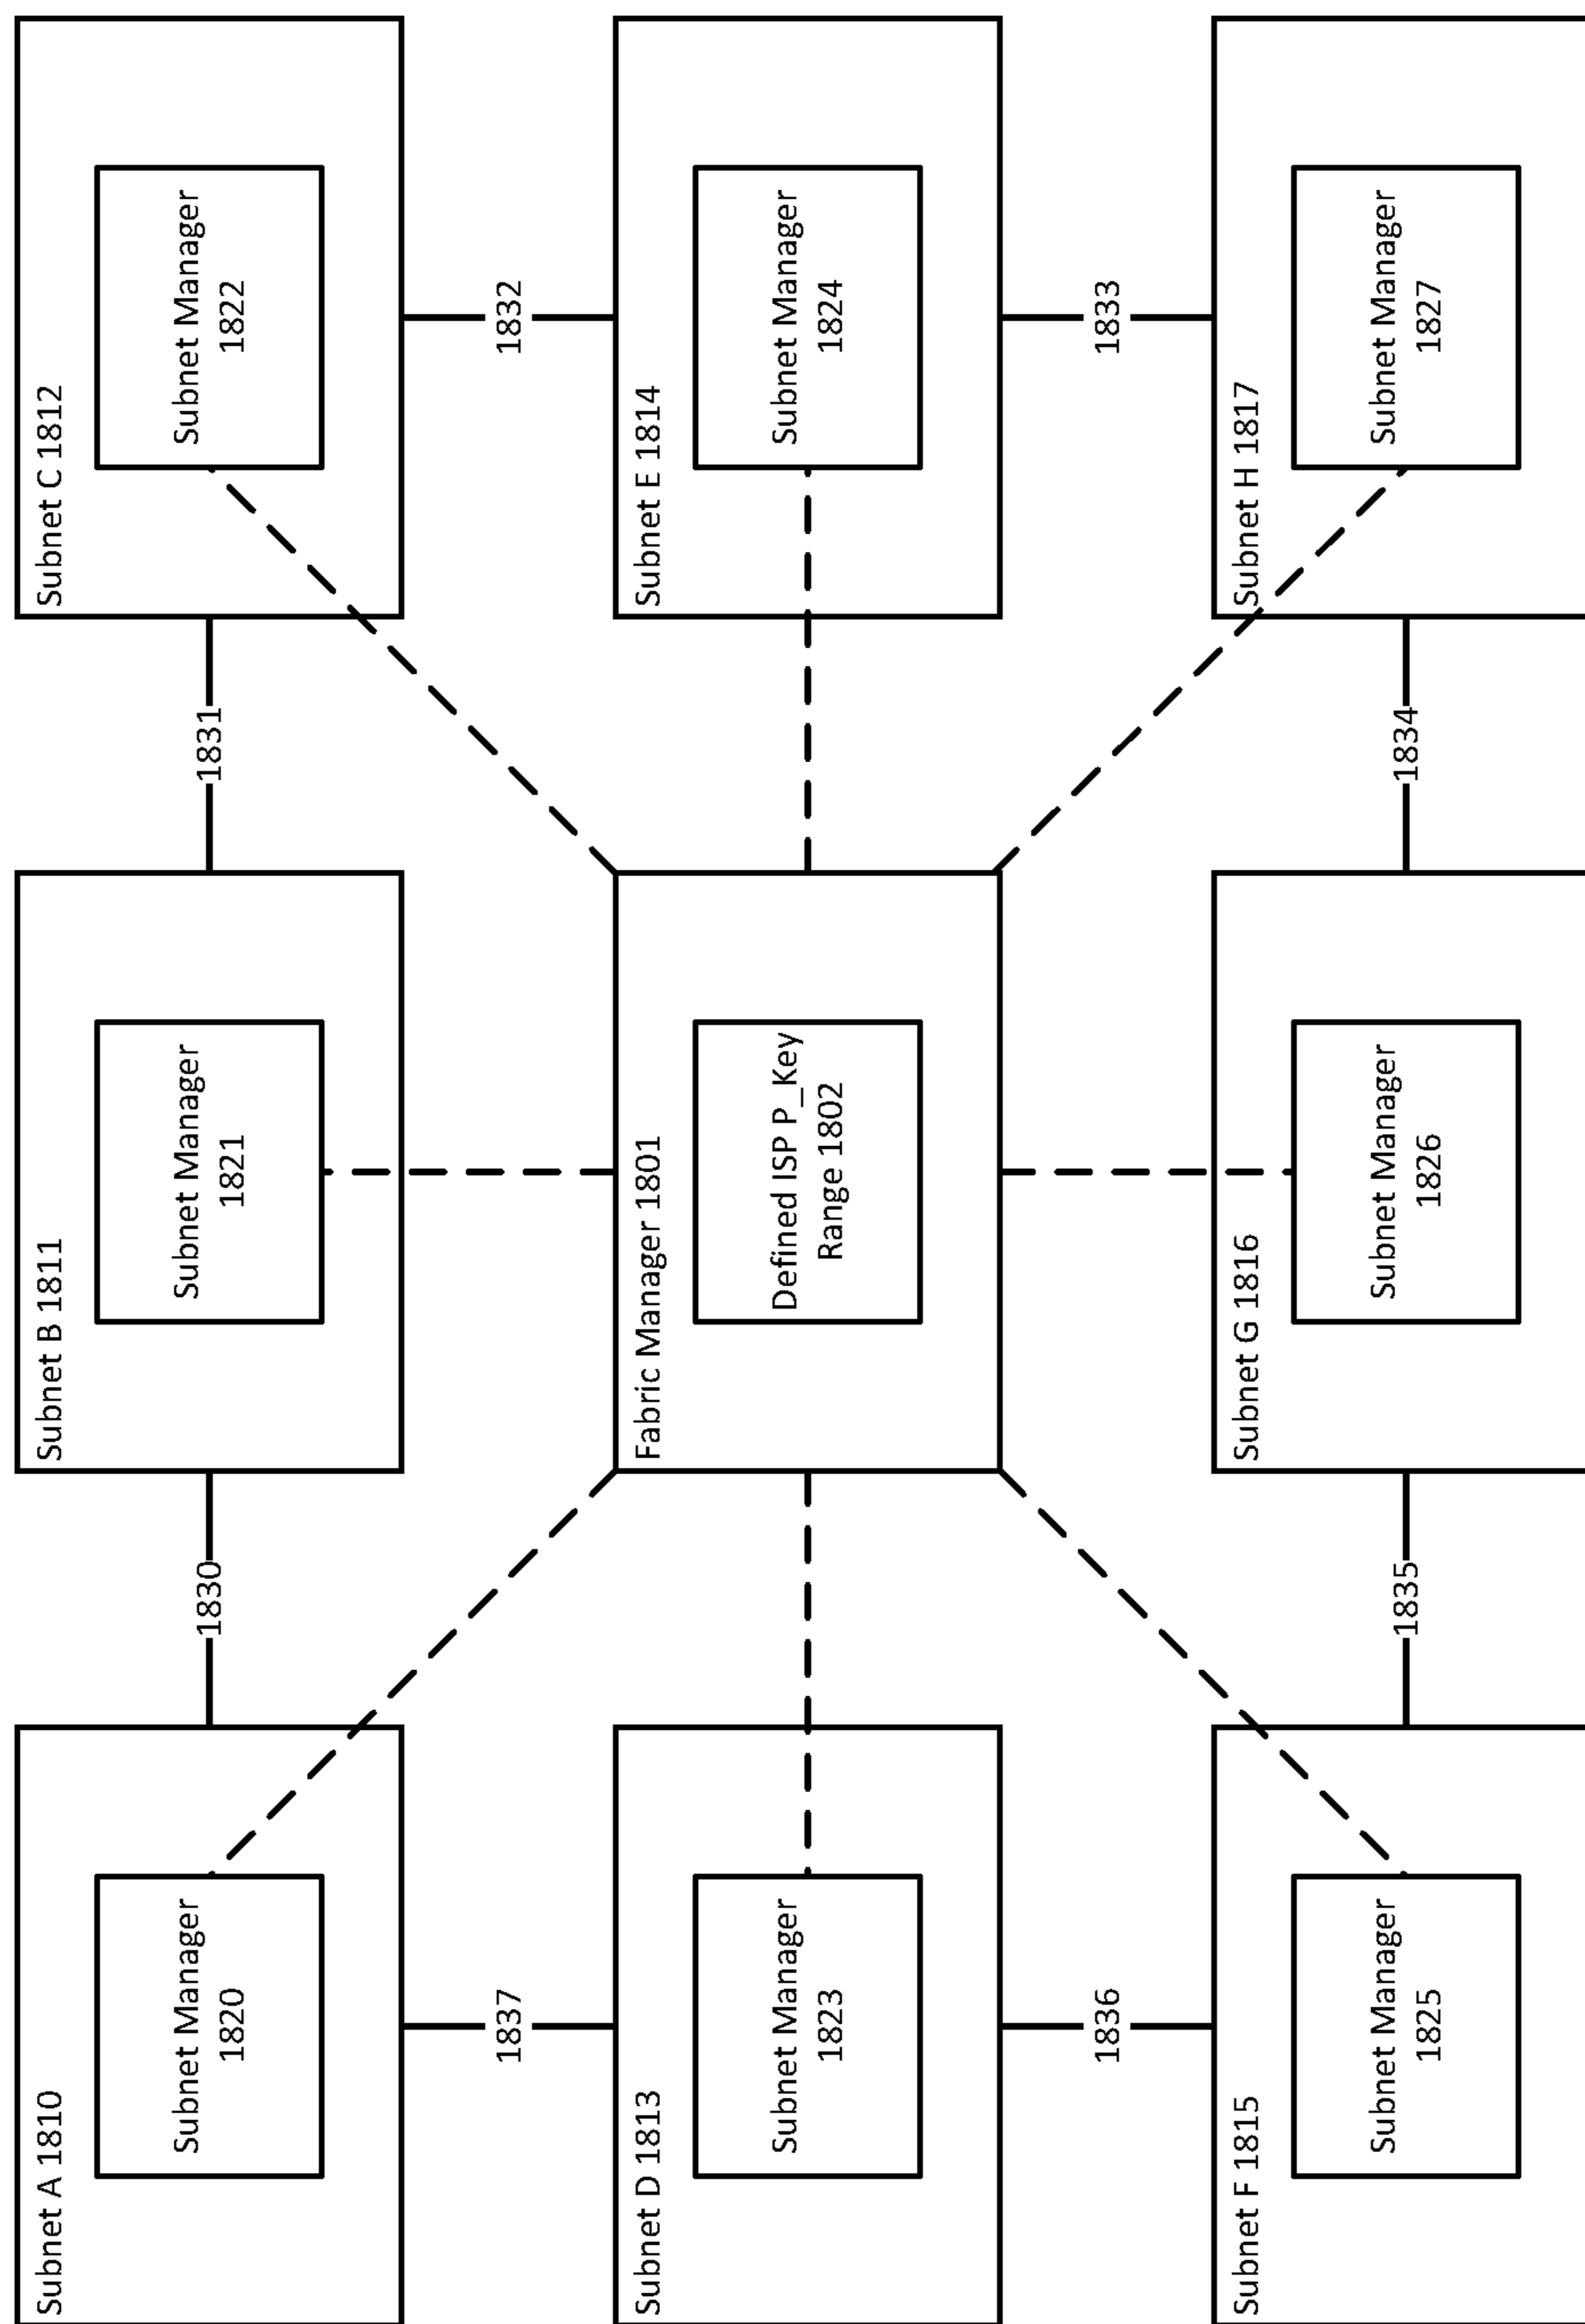 Subnet A 1810
Subnet Manager
1820
1830
Subnet B 1811
Subnet Manager
1821
1831
Subnet C 1812
Subnet Manager
1822
1837
1832
Subnet D 1813
Subnet Manager
1823
Fabric Manager 1801
Defined ISP P_Key
Range 1802
Subnet E 1814
Subnet Manager
1824
1836
1833
Subnet F 1815
Subnet Manager
1825
1835
Subnet G 1816
Subnet Manager
1826
1834
Subnet H 1817
Subnet Manager
1827